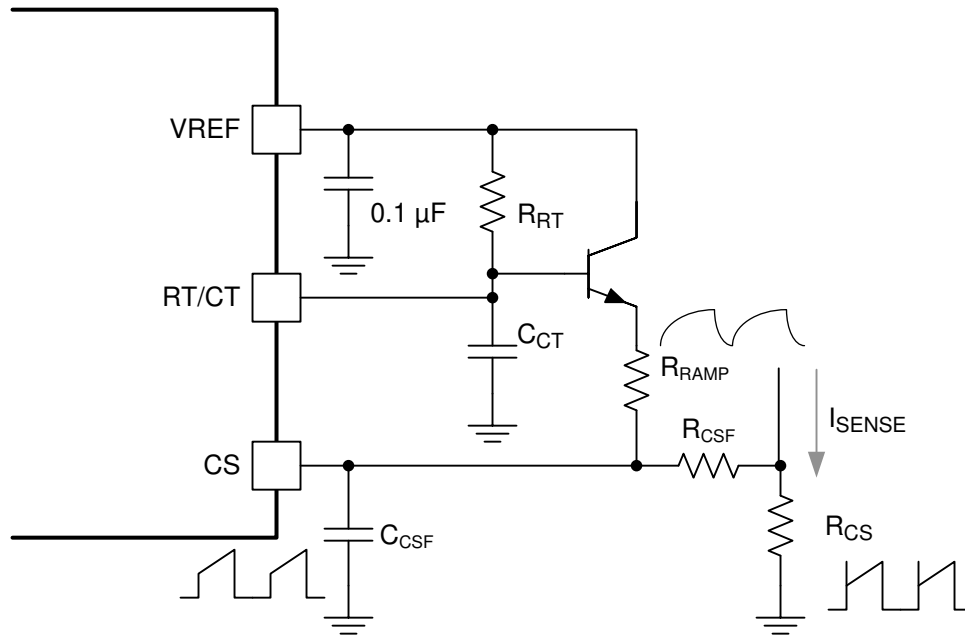 VREF
0.1 µF
RRT
RT/CT
CCT
RRAMP
ISENSE
RCSF
CS
CCSF
RCS